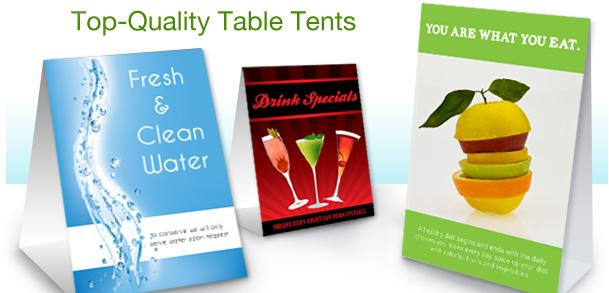 Top-Quality Table Tents
Fresh
&
Clean
Water
To conserve we will only
serve water upon request
Drink Specials
INQUIRE DAILY ABOUT OUR DRINK SPECIALS
YOU ARE WHAT YOU EAT.
A healthy diet begins and ends with the daily
choices you make every day, spice up your diet
with colorful fruits and vegetables.